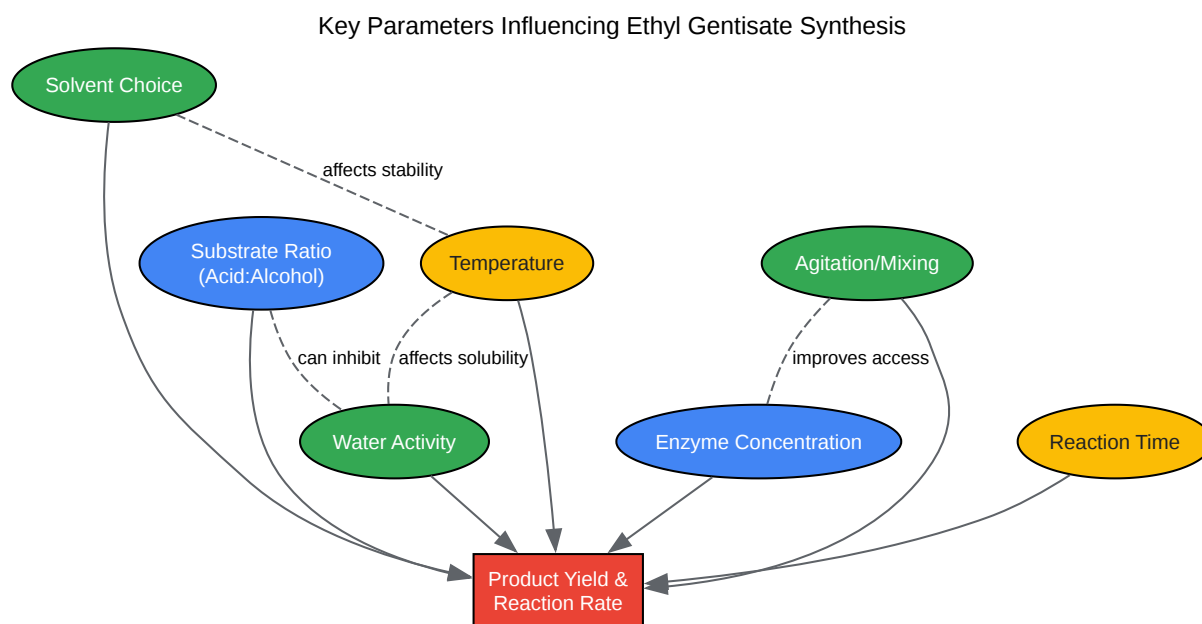 Key Parameters Influencing Ethyl Gentisate Synthesis
Solvent Choice
affects stability
Substrate Ratio
(Acid:Alcohol)
Temperature
Agitation/Mixing
can inhibit
affects solubility
improves access
Water Activity
Enzyme Concentration
Reaction Time
Product Yield &
Reaction Rate